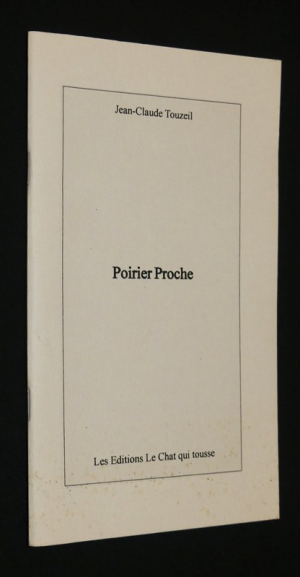 Jean-Claude Touzeil
Poirier Proche
Les Editions Le Chat qui tousse